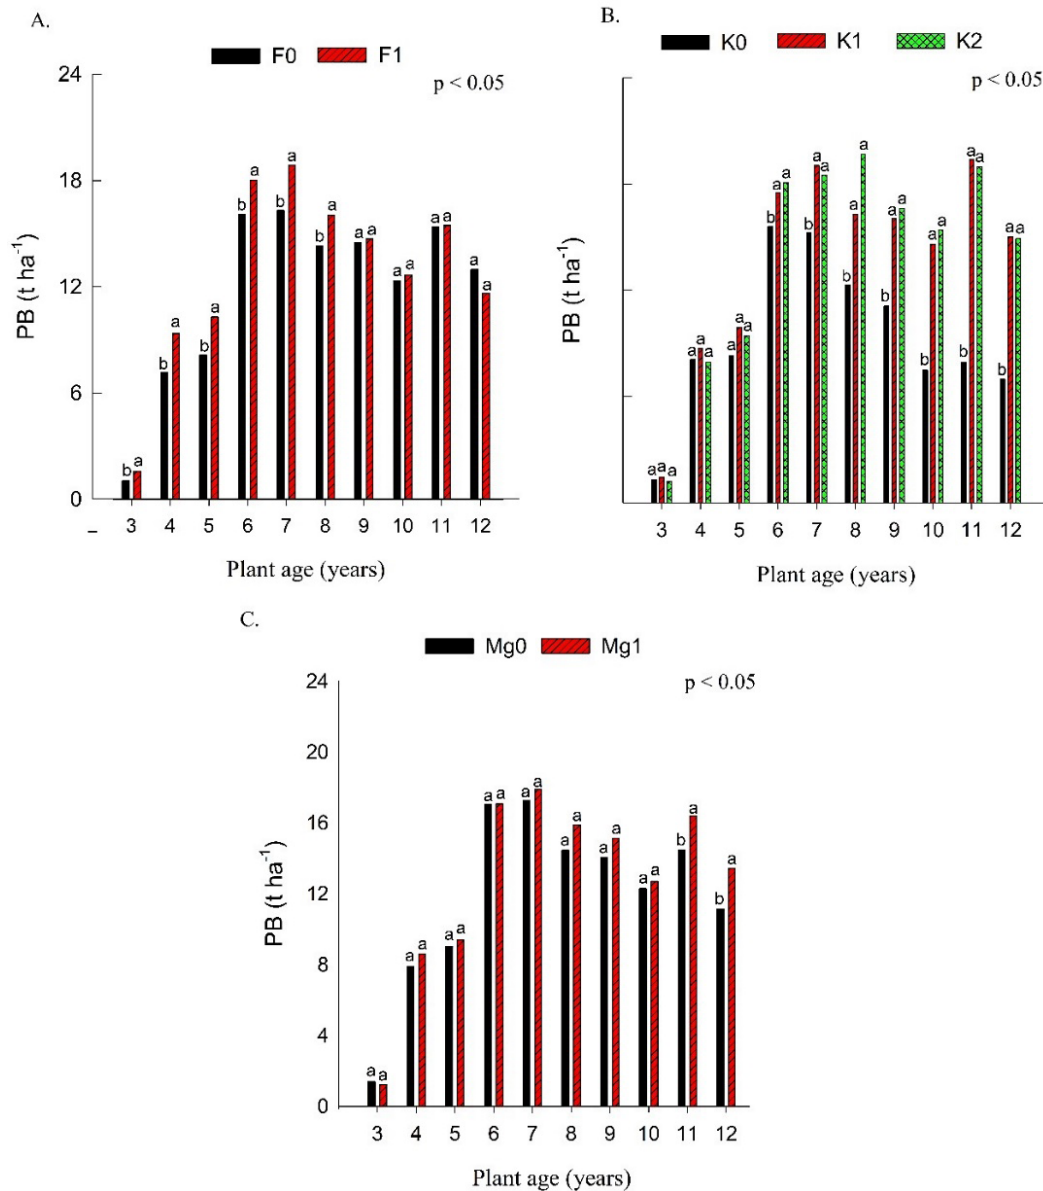 A.
F0 F1
p < 0.05
24
18
12
6
0
PB (t ha⁻¹)
b a b a b a b a b a b a a a a a a a a a
3 4 5 6 7 8 9 10 11 12
Plant age (years)
B.
K0 K1 K2
p < 0.05
PB (t ha⁻¹)
a a a a a a a a a b a a b a a b a a b a a b a a b a a b a a
3 4 5 6 7 8 9 10 11 12
Plant age (years)
C.
Mg0 Mg1
p < 0.05
24
20
16
12
8
4
0
PB (t ha⁻¹)
a a a a a a a a a a a a a a a a b a b a
3 4 5 6 7 8 9 10 11 12
Plant age (years)